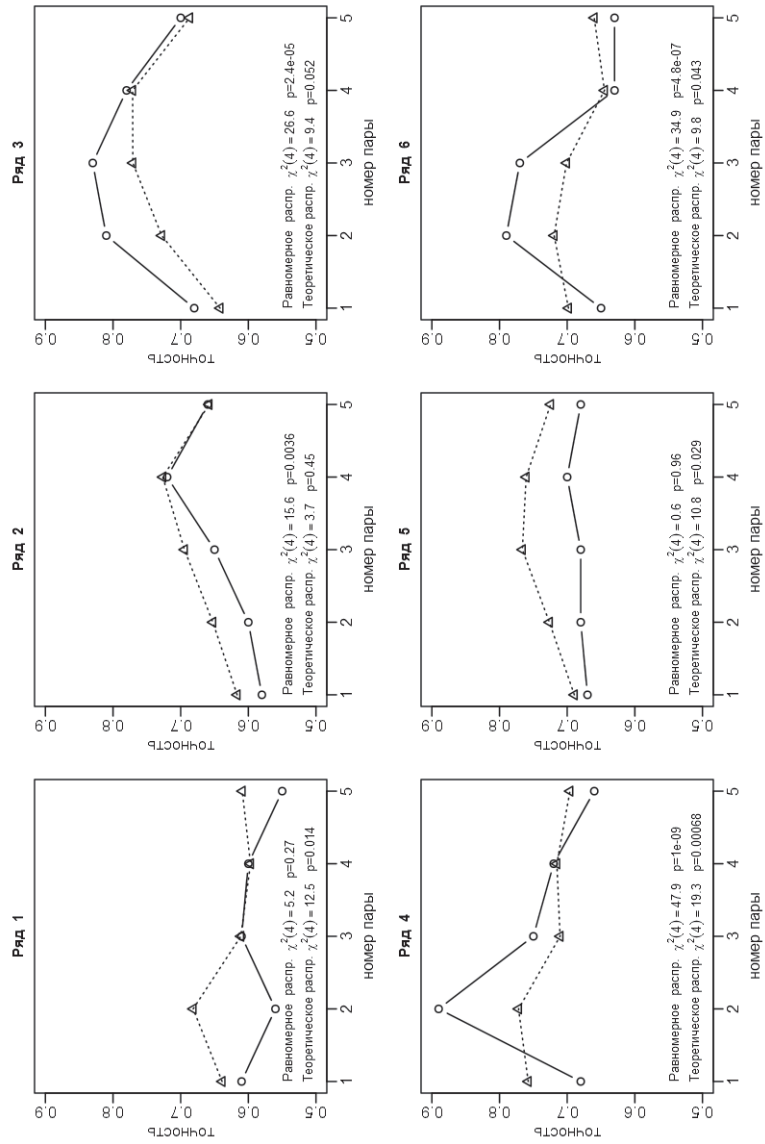 Ряд 1
0.5 0.6 0.7 0.8 0.9
точность
Равномерное распр. χ²(4) = 5.2 p=0.27
Теоретическое распр. χ²(4) = 12.5 p=0.014
1 2 3 4 5
номер пары
Ряд 2
0.5 0.6 0.7 0.8 0.9
точность
Равномерное распр. χ²(4) = 15.6 p=0.0036
Теоретическое распр. χ²(4) = 3.7 p=0.45
1 2 3 4 5
номер пары
Ряд 3
0.5 0.6 0.7 0.8 0.9
точность
Равномерное распр. χ²(4) = 26.6 p=2.4e-05
Теоретическое распр. χ²(4) = 9.4 p=0.052
1 2 3 4 5
номер пары
Ряд 4
0.5 0.6 0.7 0.8 0.9
точность
Равномерное распр. χ²(4) = 47.9 p=1e-09
Теоретическое распр. χ²(4) = 19.3 p=0.00068
1 2 3 4 5
номер пары
Ряд 5
0.5 0.6 0.7 0.8 0.9
точность
Равномерное распр. χ²(4) = 0.6 p=0.96
Теоретическое распр. χ²(4) = 10.8 p=0.029
1 2 3 4 5
номер пары
Ряд 6
0.5 0.6 0.7 0.8 0.9
точность
Равномерное распр. χ²(4) = 34.9 p=4.8e-07
Теоретическое распр. χ²(4) = 9.8 p=0.043
1 2 3 4 5
номер пары